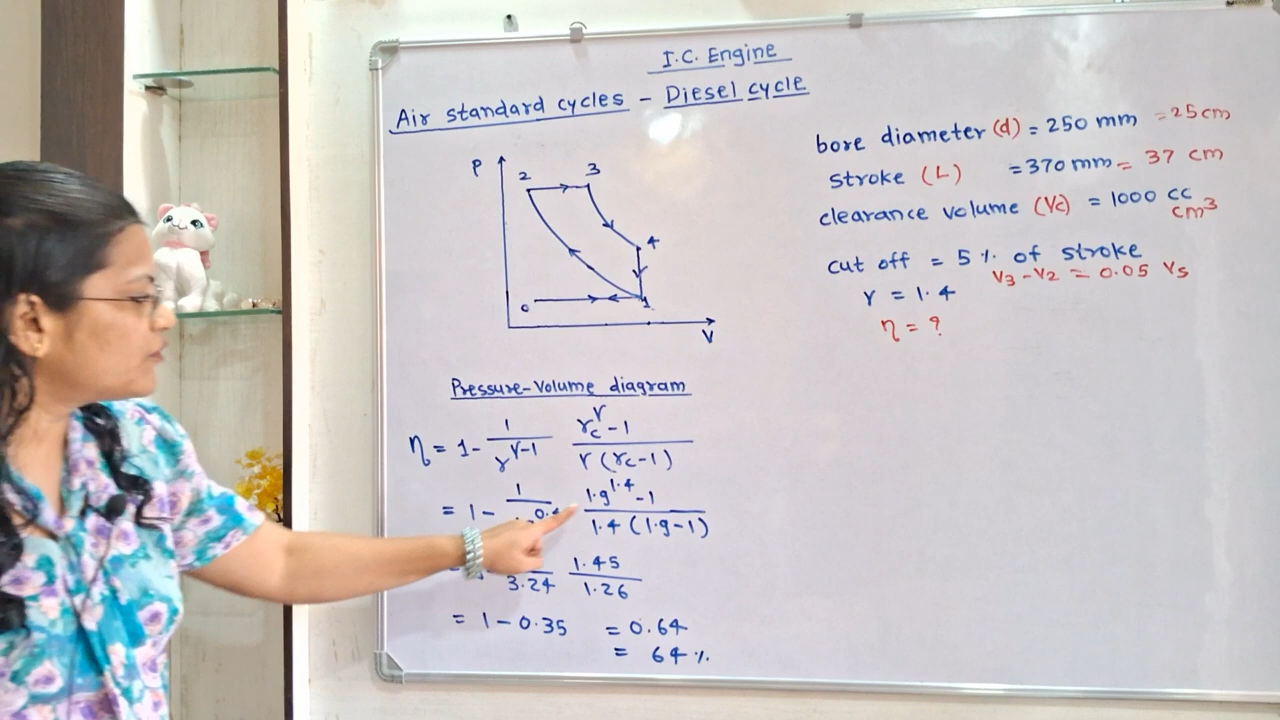 I.C. Engine
Air standard cycles - Diesel cycle
P
2
3
4
1
0
V
Pressure-Volume diagram
η = 1 - 1/r^γ-1 (rc^γ - 1)/(γ(rc-1))
= 1 - 1/ 0.4 (1.9^1.4 - 1)/(1.4(1.9-1))
3.24 1.45/1.26
= 1 - 0.35 = 0.64
= 64 %
bore diameter (d) = 250 mm = 25 cm
stroke (L) = 370 mm = 37 cm
clearance volume (Vc) = 1000 cc
cm³
cut off = 5 % of stroke
V3-V2 = 0.05 Vs
γ = 1.4
η = ?